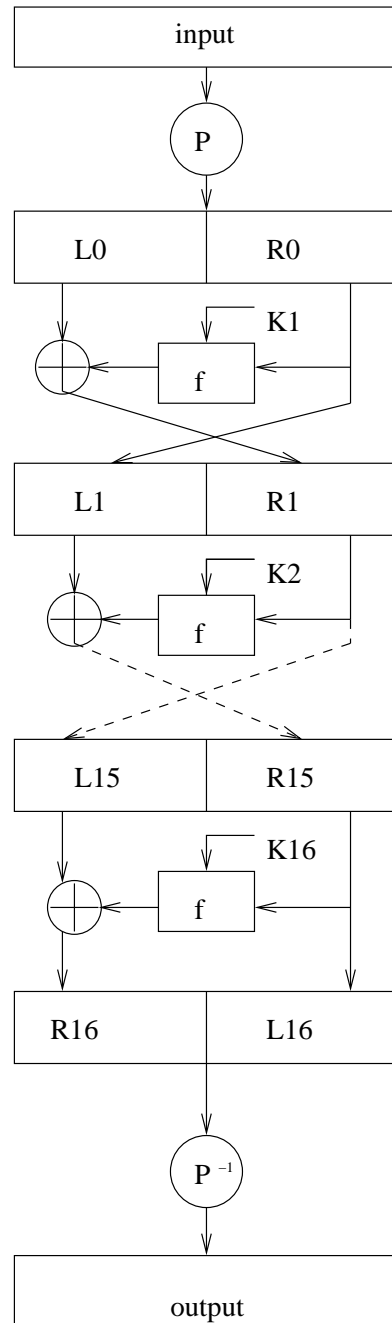 input
P
L0 R0
K1
f
L1 R1
K2
f
L15 R15
K16
f
R16 L16
P⁻¹
output